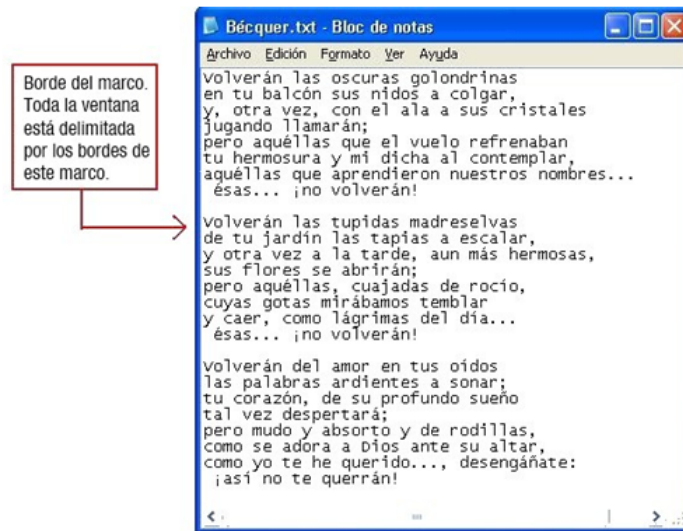 Bécquer.txt - Bloc de notas
Archivo Edición Formato Ver Ayuda
Borde del marco.
Toda la ventana
está delimitada
por los bordes de
este marco.
Volverán las oscuras golondrinas
en tu balcón sus nidos a colgar,
y, otra vez, con el ala a sus cristales
jugando llamarán;
pero aquéllas que el vuelo refrenaban
tu hermosura y mi dicha al contemplar,
aquéllas que aprendieron nuestros nombres...
ésas... ¡no volverán!
Volverán las tupidas madreselvas
de tu jardín las tapias a escalar,
y otra vez a la tarde, aun más hermosas,
sus flores se abrirán;
pero aquéllas, cuajadas de rocío,
cuyas gotas mirábamos temblar
y caer, como lágrimas del día...
ésas... ¡no volverán!
Volverán del amor en tus oídos
las palabras ardientes a sonar;
tu corazón, de su profundo sueño
tal vez despertará;
pero mudo y absorto y de rodillas,
como se adora a Dios ante su altar,
como yo te he querido..., desengáñate:
¡así no te querrán!